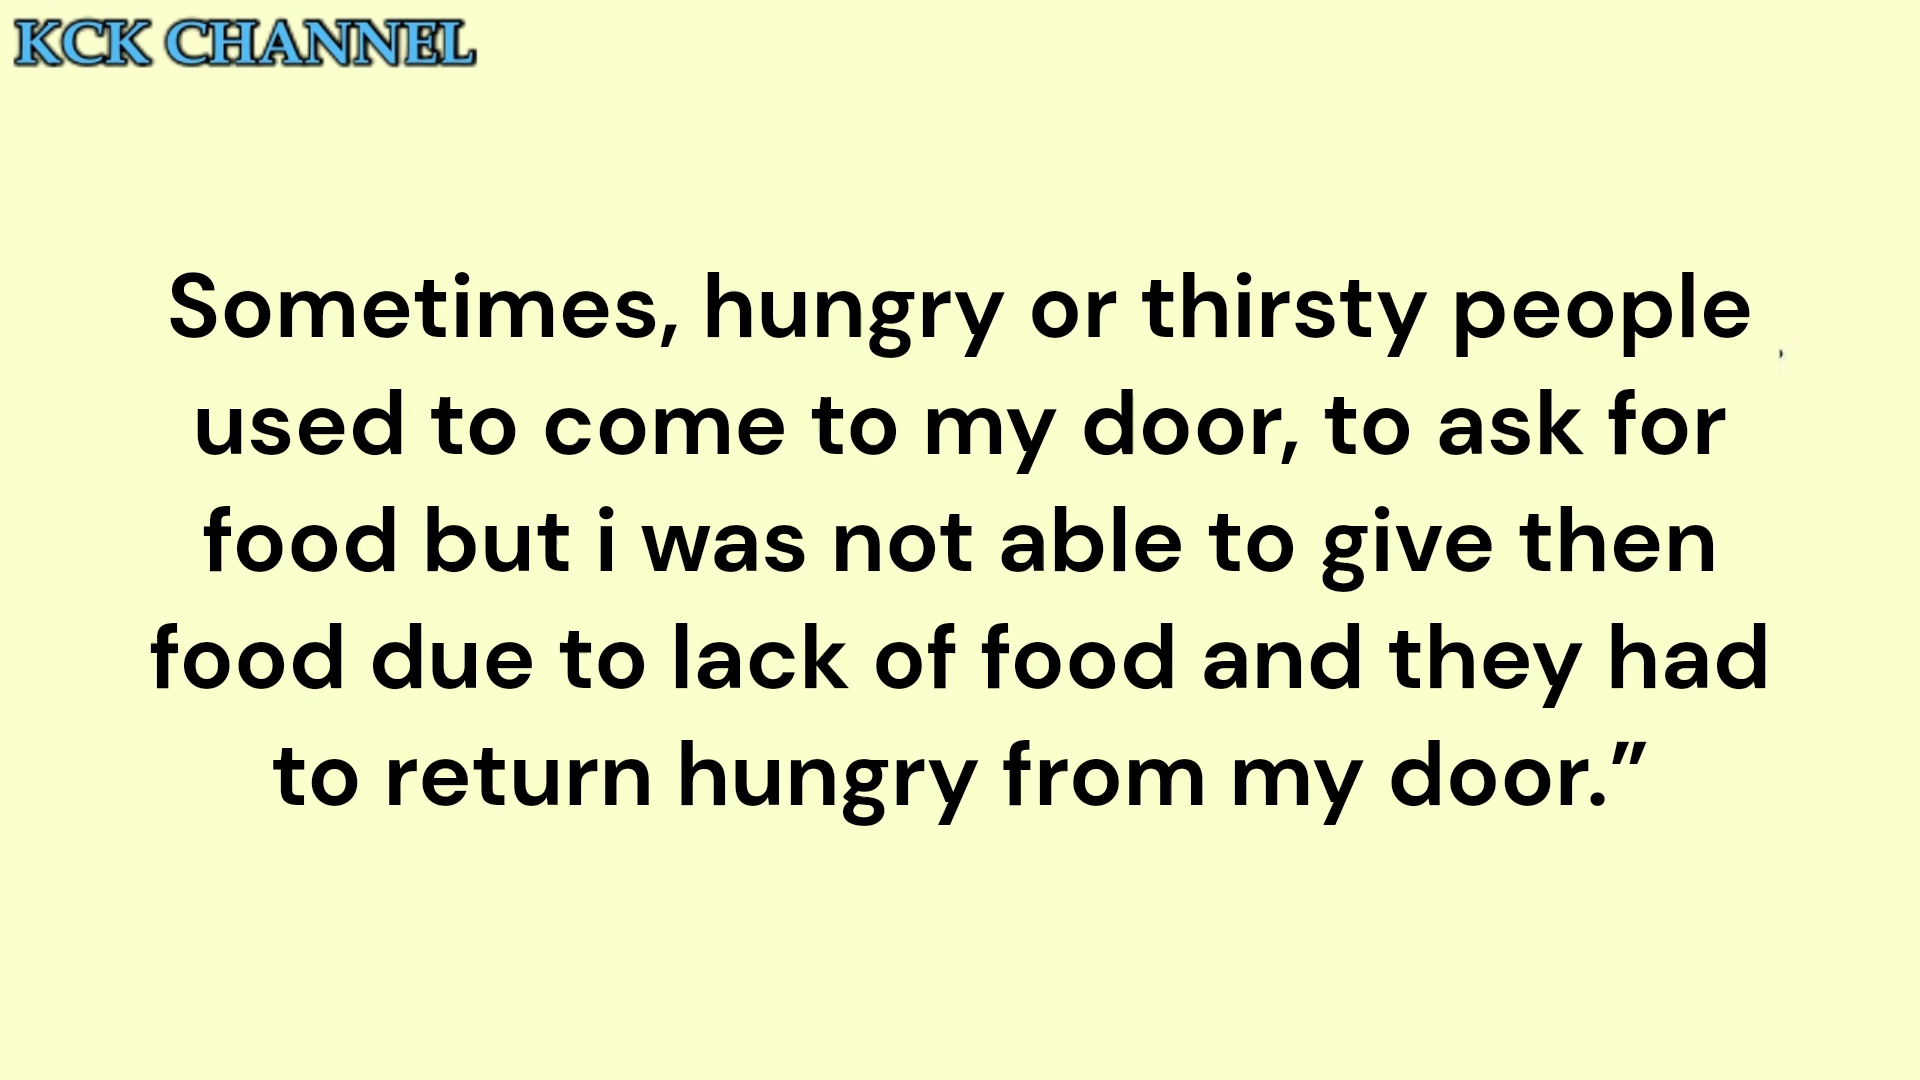 KCK CHANNEL
Sometimes, hungry or thirsty people
used to come to my door, to ask for
food but i was not able to give then
food due to lack of food and they had
to return hungry from my door.”